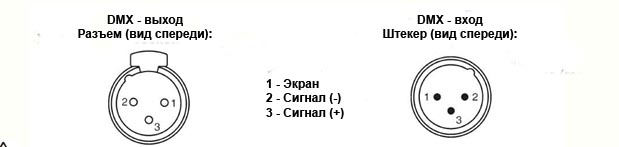 DMX - выход
Разъем (вид спереди):
DMX - вход
Штекер (вид спереди):
1 - Экран
2 - Сигнал (-)
3 - Сигнал (+)
2 1
3
1 2
3